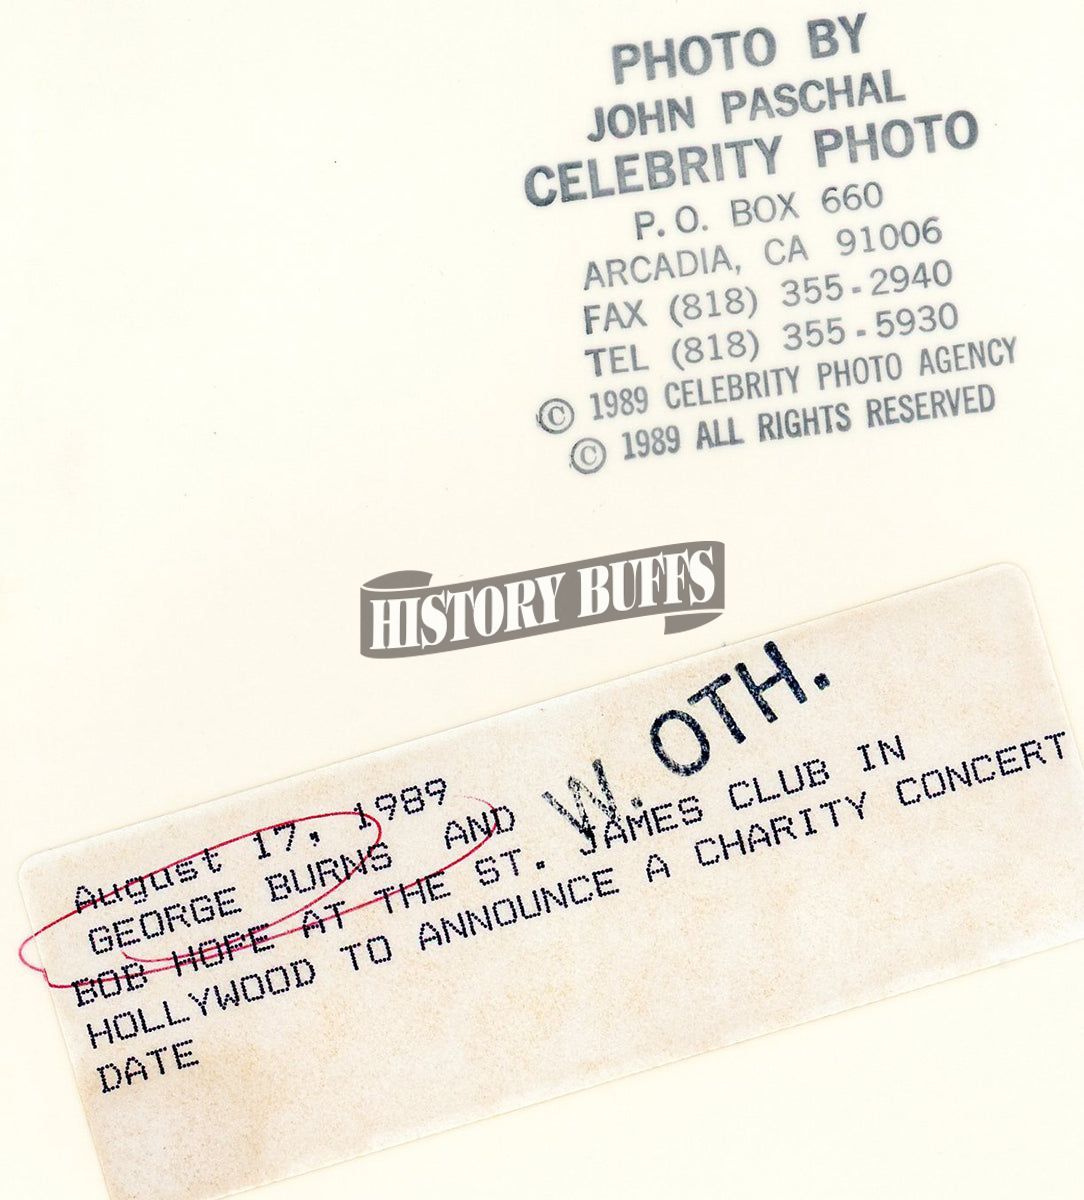 PHOTO BY
JOHN PASCHAL
CELEBRITY PHOTO
P. O. BOX 660
ARCADIA, CA 91006
FAX (818) 355-2940
TEL (818) 355-5930
© 1989 CELEBRITY PHOTO AGENCY
© 1989 ALL RIGHTS RESERVED
HISTORY BUFFS
W. OTH.
August 17, 1989
GEORGE BURNS AND
BOB HOPE AT THE ST. JAMES CLUB IN
HOLLYWOOD TO ANNOUNCE A CHARITY CONCERT
DATE